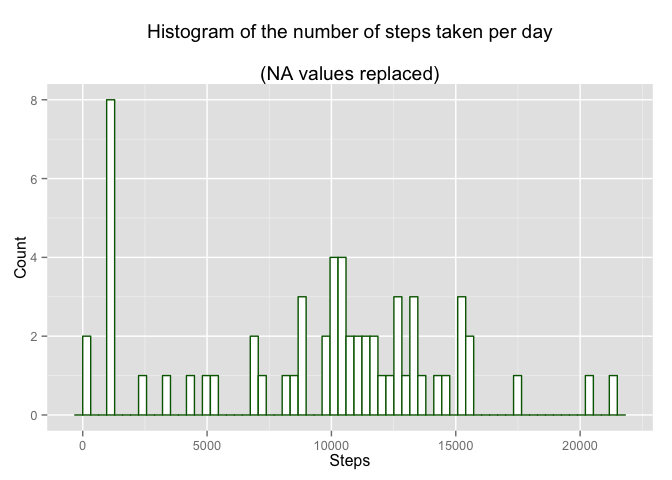 Histogram of the number of steps taken per day
(NA values replaced)
8
6
4
2
0
Count
0 5000 10000 15000 20000
Steps